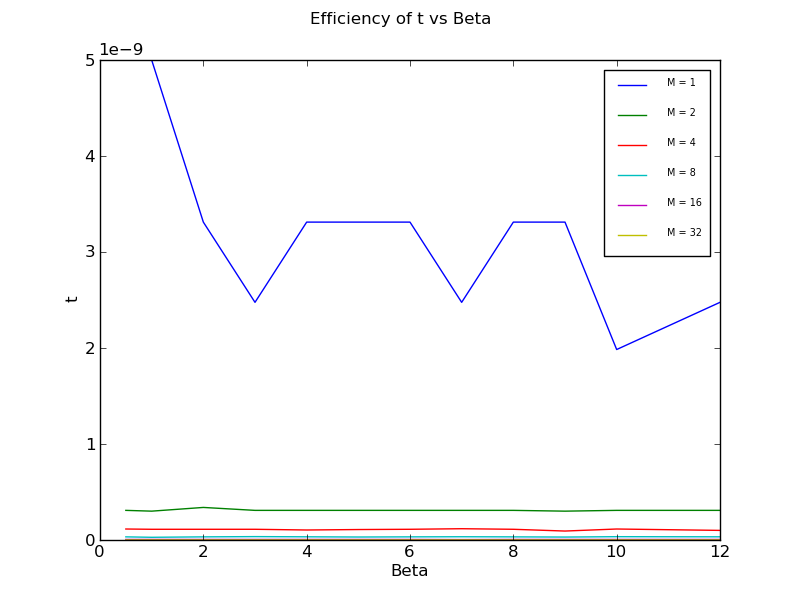 Efficiency of t vs Beta
1e−9
5
4
3
2
1
0
t
0 2 4 6 8 10 12
Beta
M = 1
M = 2
M = 4
M = 8
M = 16
M = 32